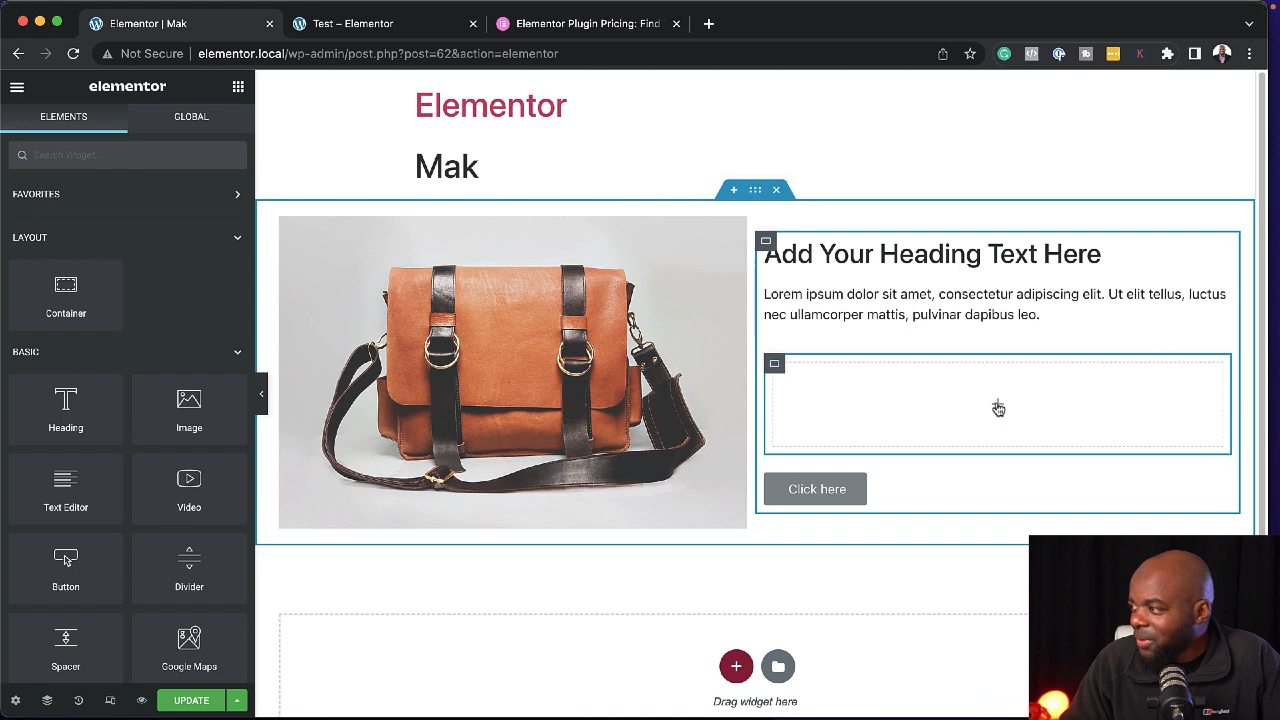 Elementor | Mak
Test – Elementor
Elementor Plugin Pricing: Find
Not Secure
elementor.local/wp-admin/post.php?post=62&action=elementor
elementor
ELEMENTS
GLOBAL
Search Widget...
FAVORITES
LAYOUT
Container
BASIC
Heading
Image
Text Editor
Video
Button
Divider
Spacer
Google Maps
UPDATE
Elementor
Mak
Add Your Heading Text Here
Lorem ipsum dolor sit amet, consectetur adipiscing elit. Ut elit tellus, luctus
nec ullamcorper mattis, pulvinar dapibus leo.
Click here
Drag widget here